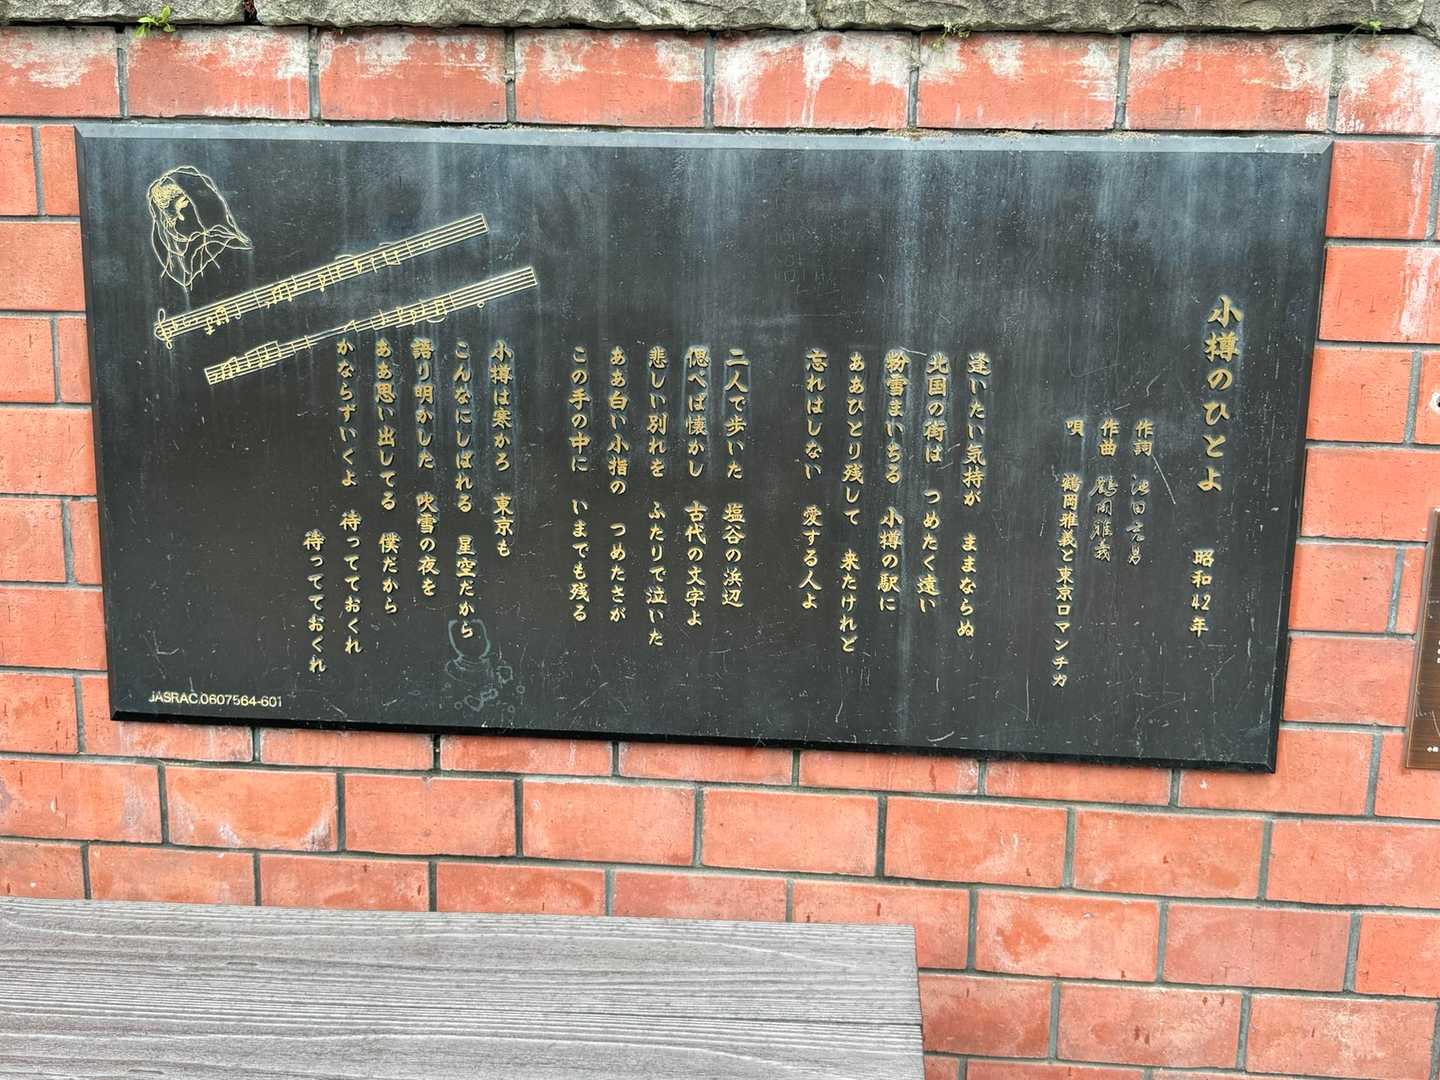 小樽のひとよ　昭和42年
作詞　池田充男
作曲　鶴岡雅義
唄　鶴岡雅義と東京ロマンチカ
逢いたい気持が　ままならぬ
北国の街は　つめたく遠い
粉雪まいちる　小樽の駅に
ああひとり残して　来たけれど
忘れはしない　愛する人よ
二人で歩いた　塩谷の浜辺
偲べば懐かし　古代の文字よ
悲しい別れを　ふたりで泣いた
ああ白い小指の　つめたさが
この手の中に　いまでも残る
小樽は寒かろ　東京も
こんなにしばれる　星空だから
語り明かした　吹雪の夜を
ああ思い出してる　僕だから
かならずいくよ　待ってておくれ
待ってておくれ
JASRAC.0607564-601